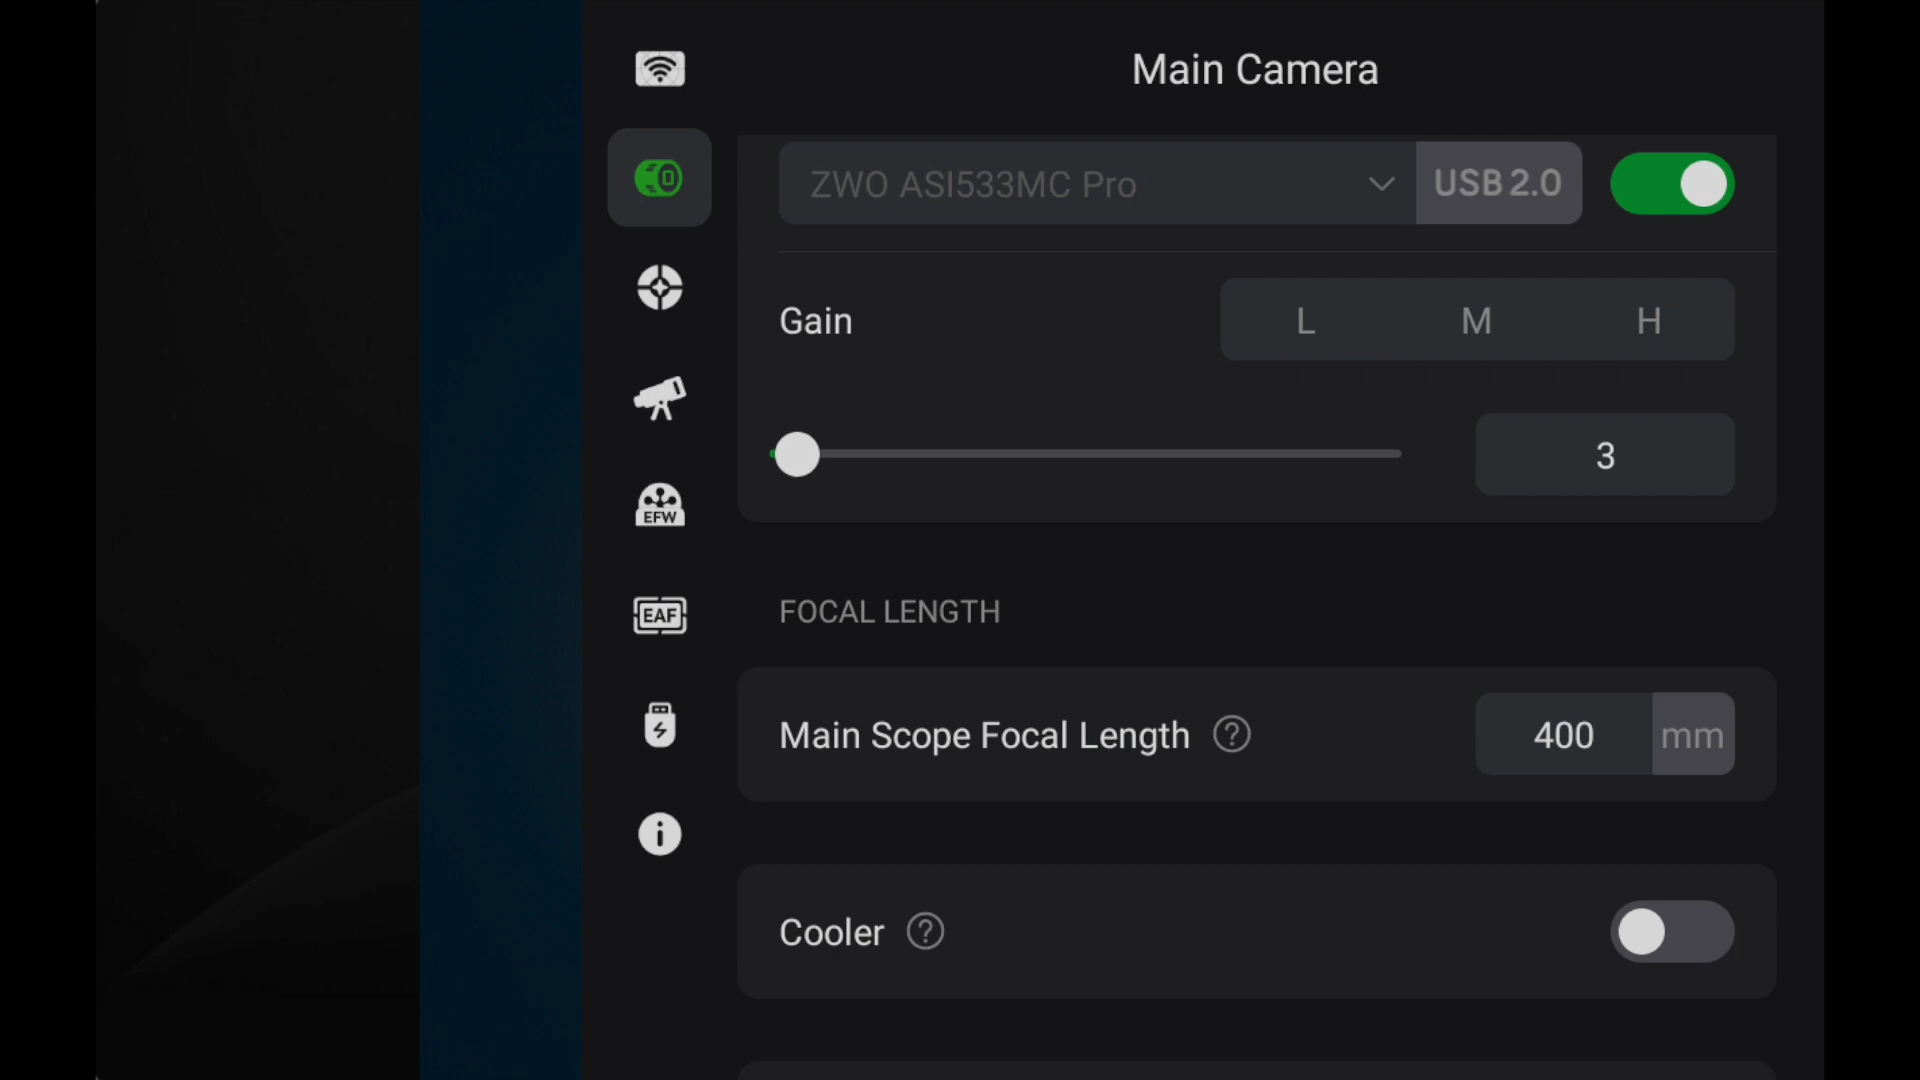 Main Camera
ZWO ASI533MC Pro
USB 2.0
Gain
L M H
3
EFW
EAF
FOCAL LENGTH
Main Scope Focal Length ?
400 mm
i
Cooler ?